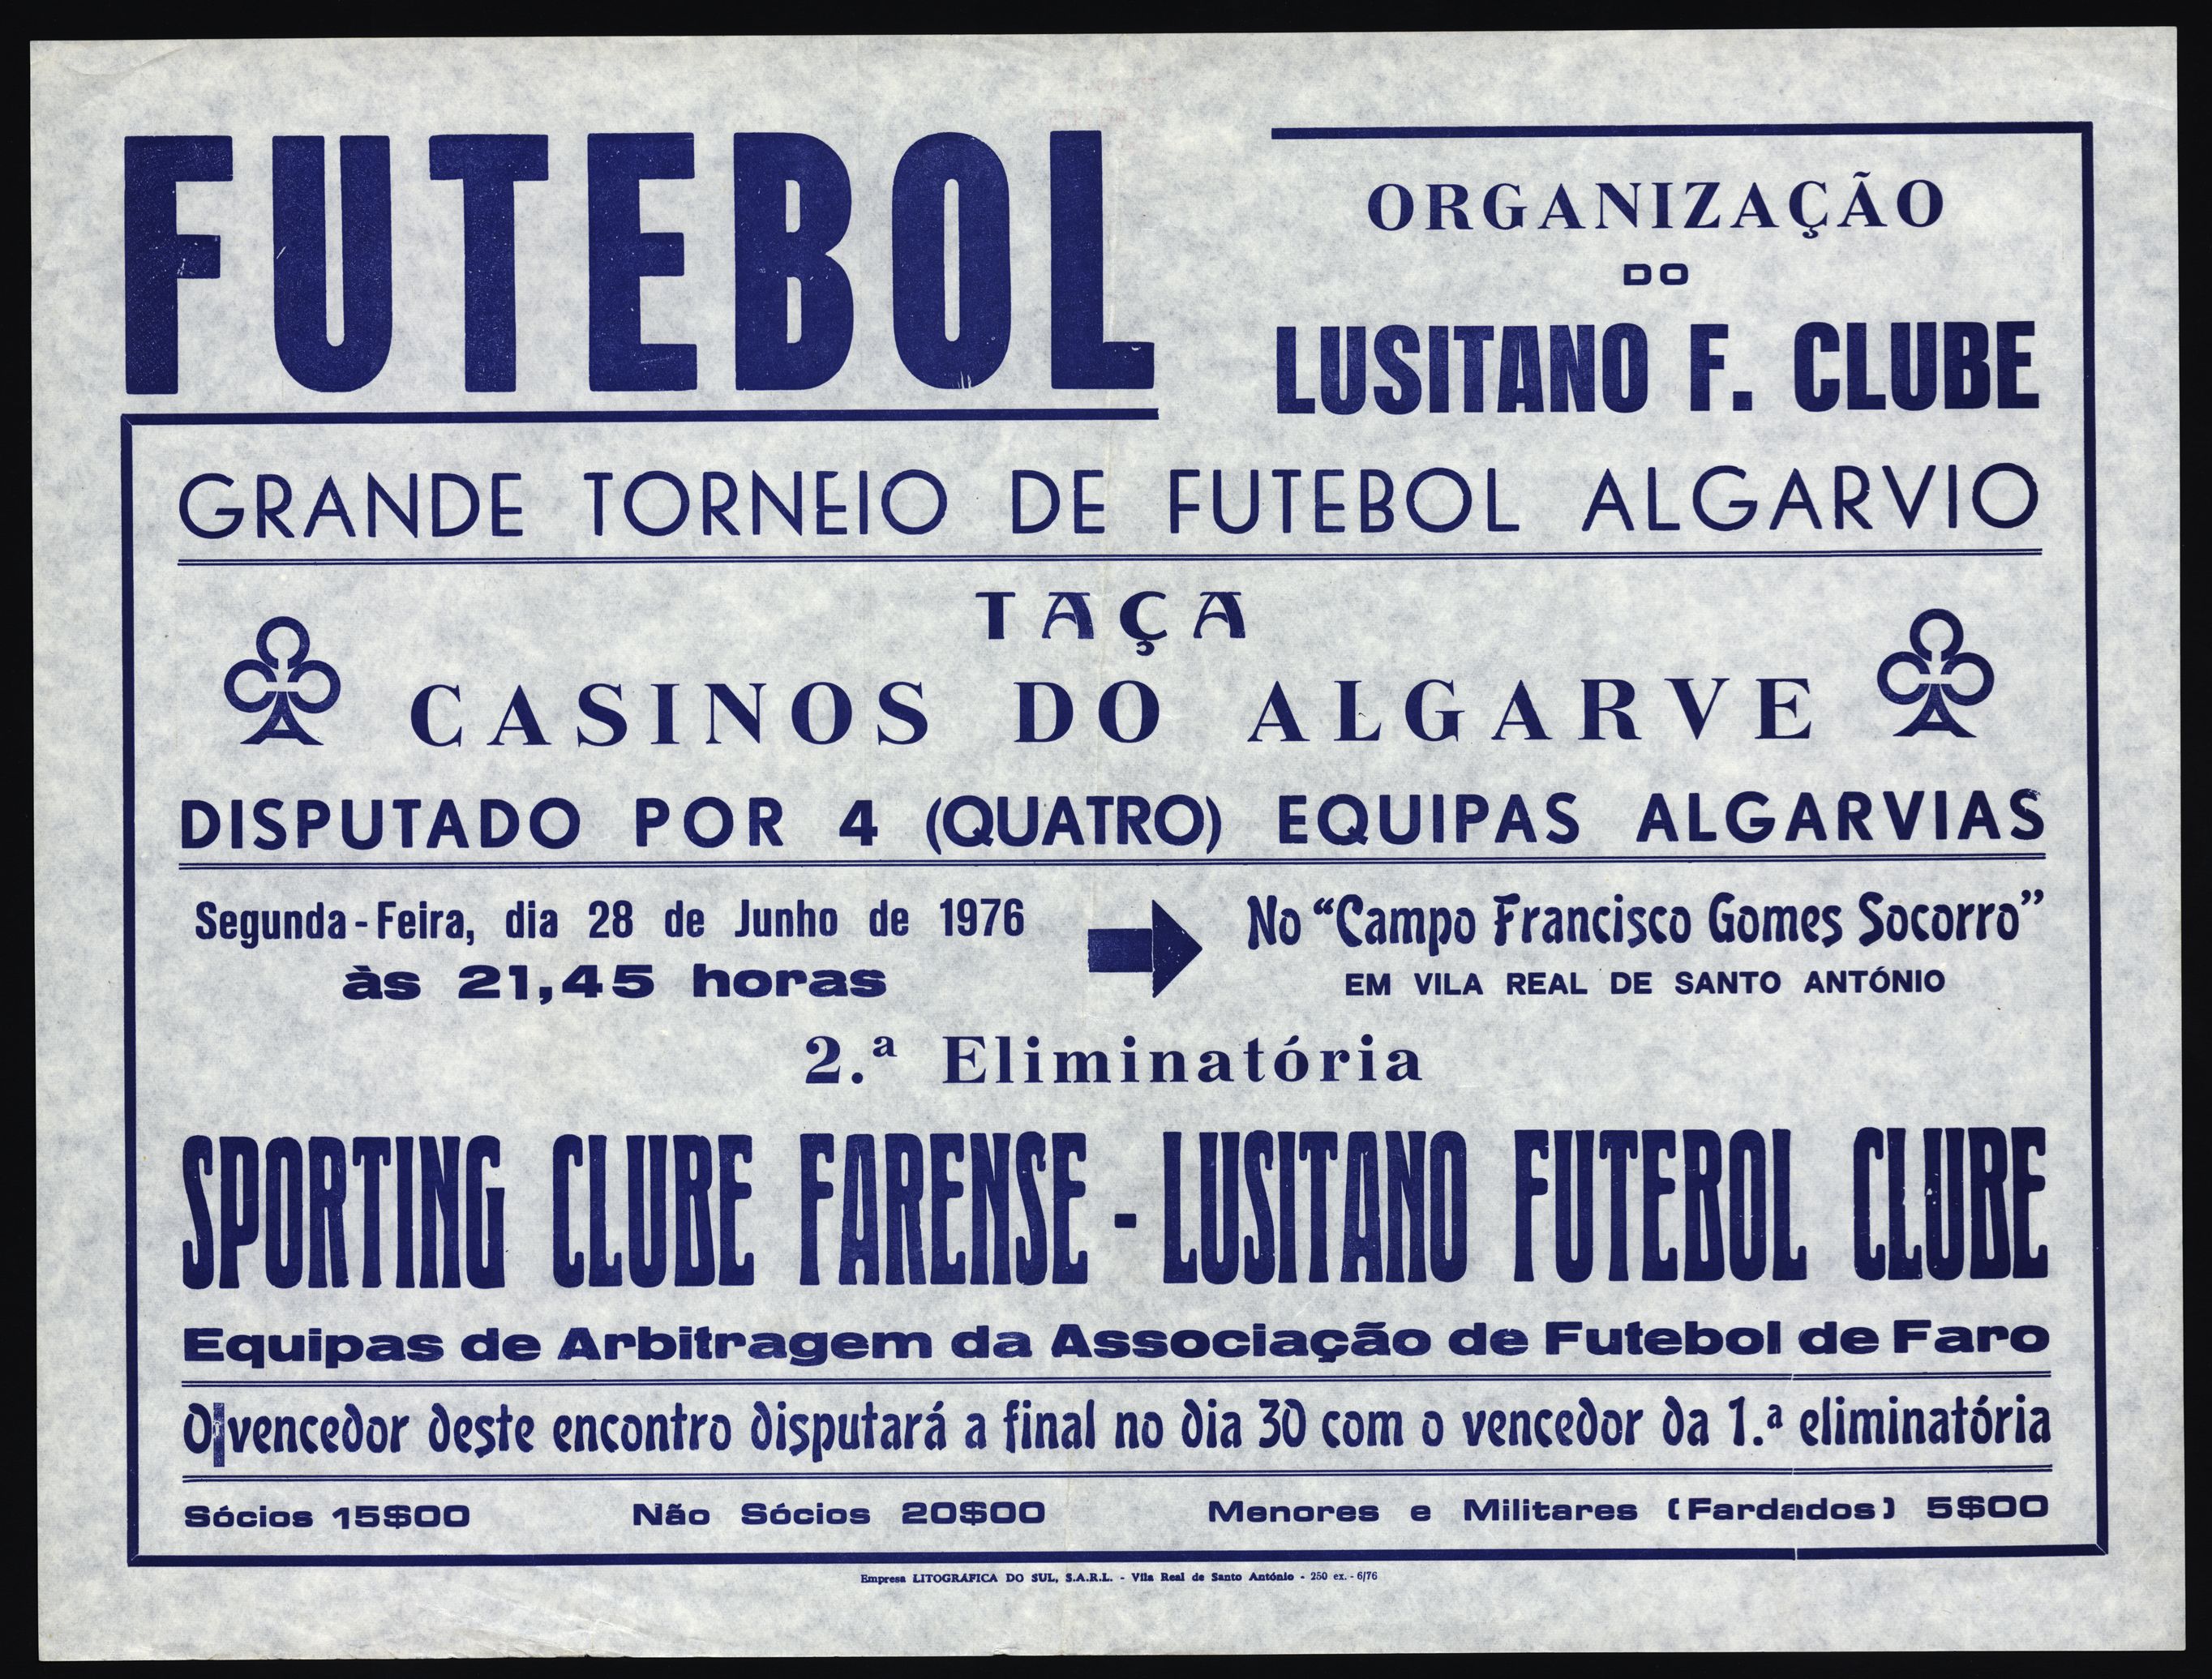 FUTEBOL
ORGANIZAÇÃO
DO
LUSITANO F. CLUBE
GRANDE TORNEIO DE FUTEBOL ALGARVIO
TAÇA
CASINOS DO ALGARVE
DISPUTADO POR 4 (QUATRO) EQUIPAS ALGARVIAS
Segunda-Feira, dia 28 de Junho de 1976
às 21,45 horas
No “Campo Francisco Gomes Socorro”
EM VILA REAL DE SANTO ANTÓNIO
2.ª Eliminatória
SPORTING CLUBE FARENSE - LUSITANO FUTEBOL CLUBE
Equipas de Arbitragem da Associação de Futebol de Faro
O vencedor deste encontro disputará a final no dia 30 com o vencedor da 1.ª eliminatória
Sócios 15$00 Não Sócios 20$00 Menores e Militares (Fardados) 5$00
Empresa LITOGRAFICA DO SUL, S.A.R.L. - Vila Real de Santo António - 250 ex. - 6/76